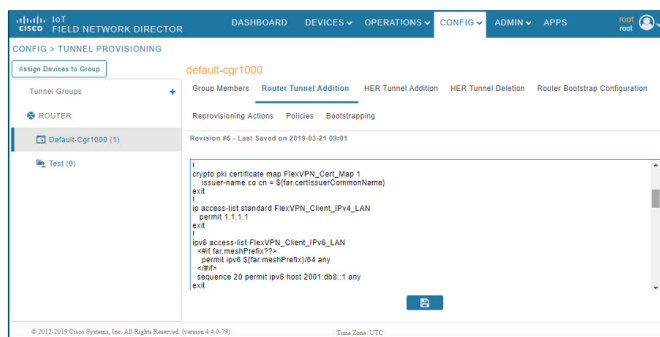 cisco IoT
FIELD NETWORK DIRECTOR
DASHBOARD DEVICES OPERATIONS CONFIG ADMIN APPS
root
root
CONFIG > TUNNEL PROVISIONING
Assign Devices to Group
Tunnel Groups +
ROUTER
Default-Cgr1000 (1)
Test (0)
default-cgr1000
Group Members Router Tunnel Addition HER Tunnel Addition HER Tunnel Deletion Router Bootstrap Configuration
Reprovisioning Actions Policies Bootstrapping
Revision #6 - Last Saved on 2019-03-21 09:01
!
crypto pki certificate map FlexVPN_Cert_Map 1
issuer-name co cn = ${far.certIssuerCommonName}
exit
!
ip access-list standard FlexVPN_Client_IPv4_LAN
permit 1.1.1.1
exit
!
ipv6 access-list FlexVPN_Client_IPv6_LAN
<#if far.meshPrefix??>
permit ipv6 ${far.meshPrefix}/64 any
</#if>
sequence 20 permit ipv6 host 2001:db8::1 any
exit
© 2012-2019 Cisco Systems, Inc. All Rights Reserved. (version 4.4.0-79) Time Zone: UTC